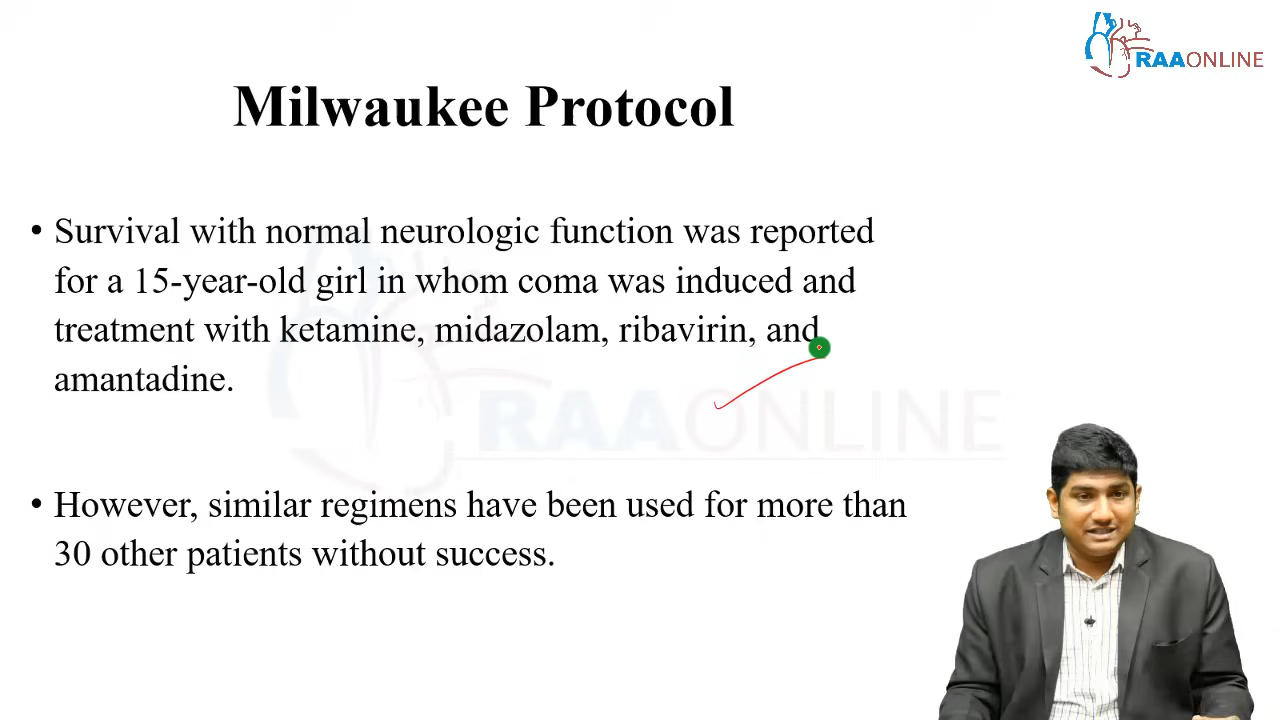 RAAONLINE
Milwaukee Protocol
• Survival with normal neurologic function was reported
for a 15-year-old girl in whom coma was induced and
treatment with ketamine, midazolam, ribavirin, and
amantadine.
RAAONLINE
• However, similar regimens have been used for more than
30 other patients without success.